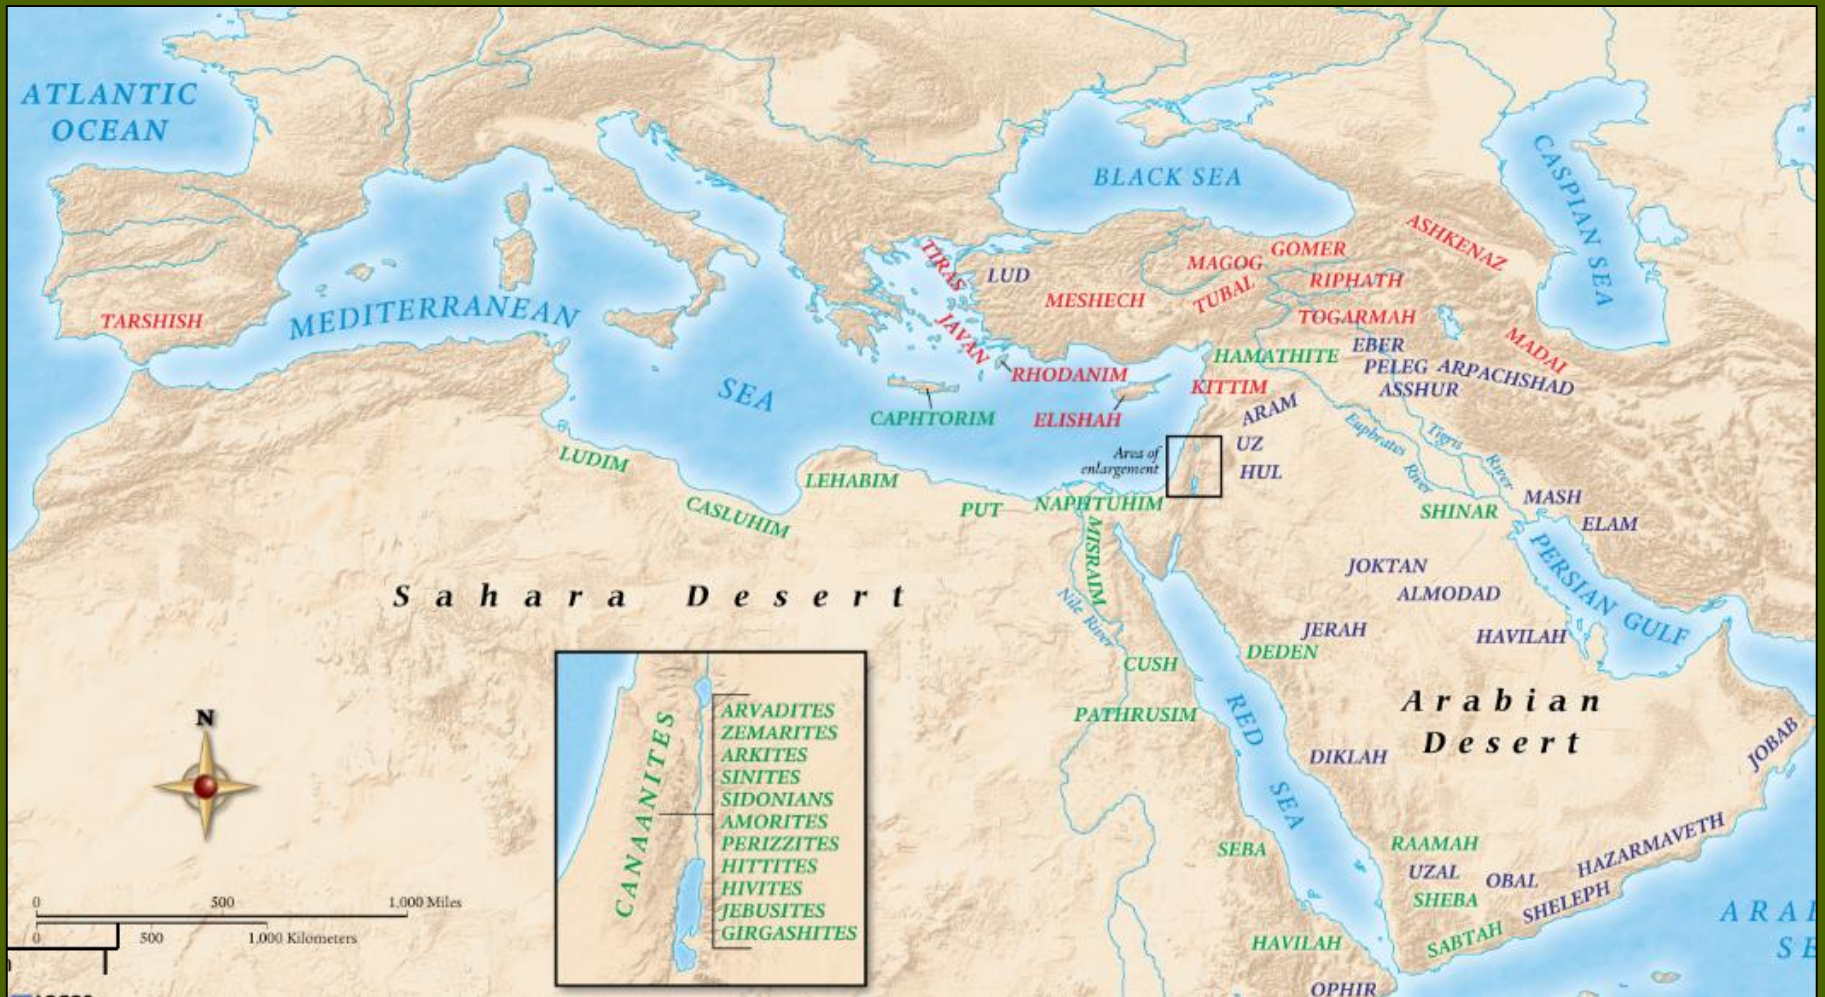 ATLANTIC
OCEAN
BLACK SEA
CASPIAN SEA
ASHKENAZ
TIRAS
GOMER
MAGOG
LUD
RIPHATH
MESHECH
TUBAL
TARSHISH
MEDITERRANEAN
TOGARMAH
JAVAN
MADAI
EBER
HAMATHITE
PELEG
ARPACHSHAD
RHODANIM
KITTIM
ASSHUR
SEA
CAPHTORIM
ELISHAH
ARAM
Euphrates River
Tigris River
UZ
Area of
enlargement
LUDIM
HUL
LEHABIM
MASH
CASLUHIM
PUT
NAPHTUHIM
SHINAR
ELAM
MISRAIM
PERSIAN GULF
JOKTAN
Sahara Desert
ALMODAD
Nile River
JERAH
HAVILAH
DEDEN
CUSH
Arabian
Desert
PATHRUSIM
RED SEA
N
JOBAB
DIKLAH
CANAANITES
ARVADITES
ZEMARITES
ARKITES
SINITES
SIDONIANS
AMORITES
PERIZZITES
HITTITES
HIVITES
JEBUSITES
GIRGASHITES
SEBA
RAAMAH
HAZARMAVETH
UZAL
OBAL
SHEBA
SHELEPH
0 500 1,000 Miles
0 500 1,000 Kilometers
HAVILAH
SABTAH
OPHIR